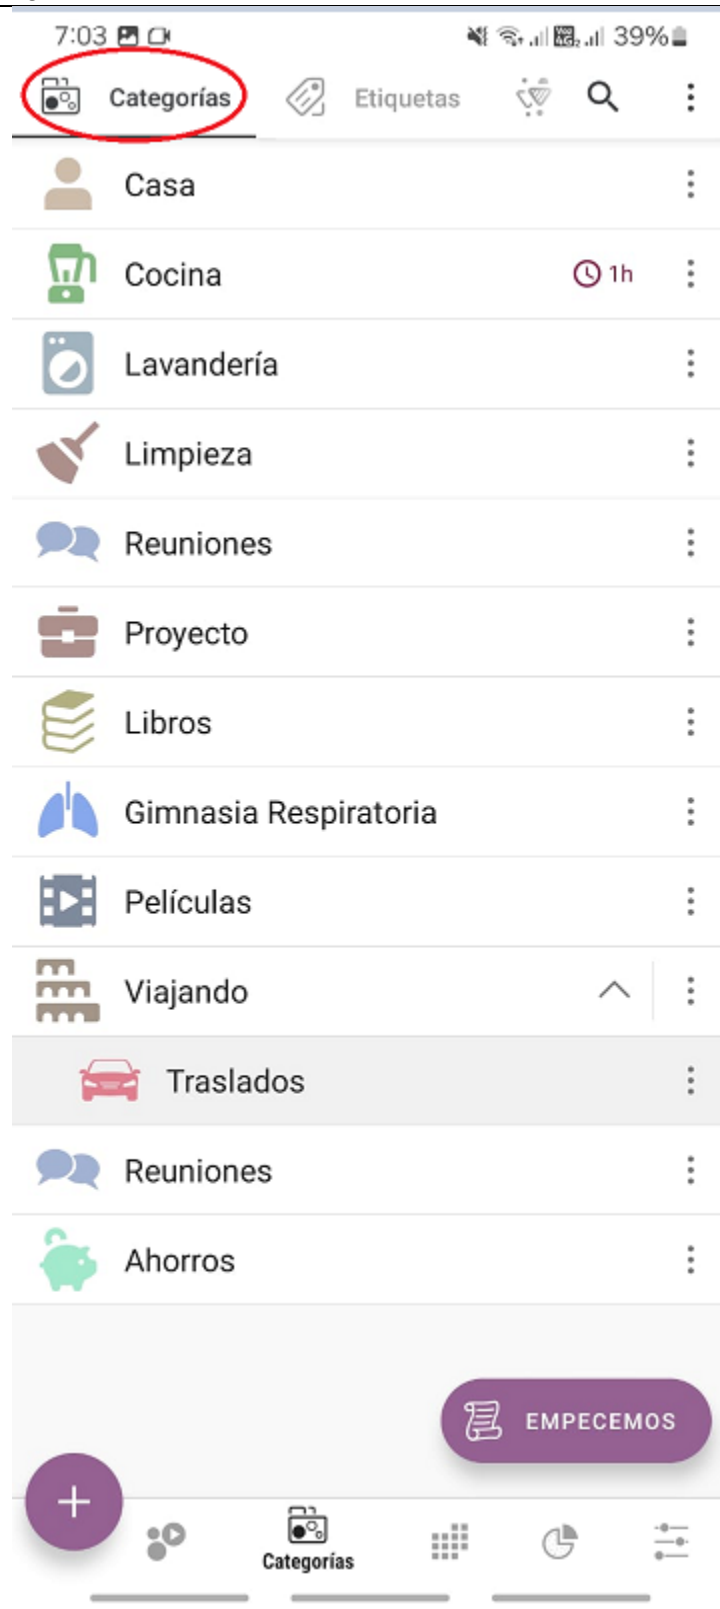 7:03 39%
Categorías Etiquetas
Casa
Cocina 1h
Lavandería
Limpieza
Reuniones
Proyecto
Libros
Gimnasia Respiratoria
Películas
Viajando
Traslados
Reuniones
Ahorros
EMPECEMOS
Categorías